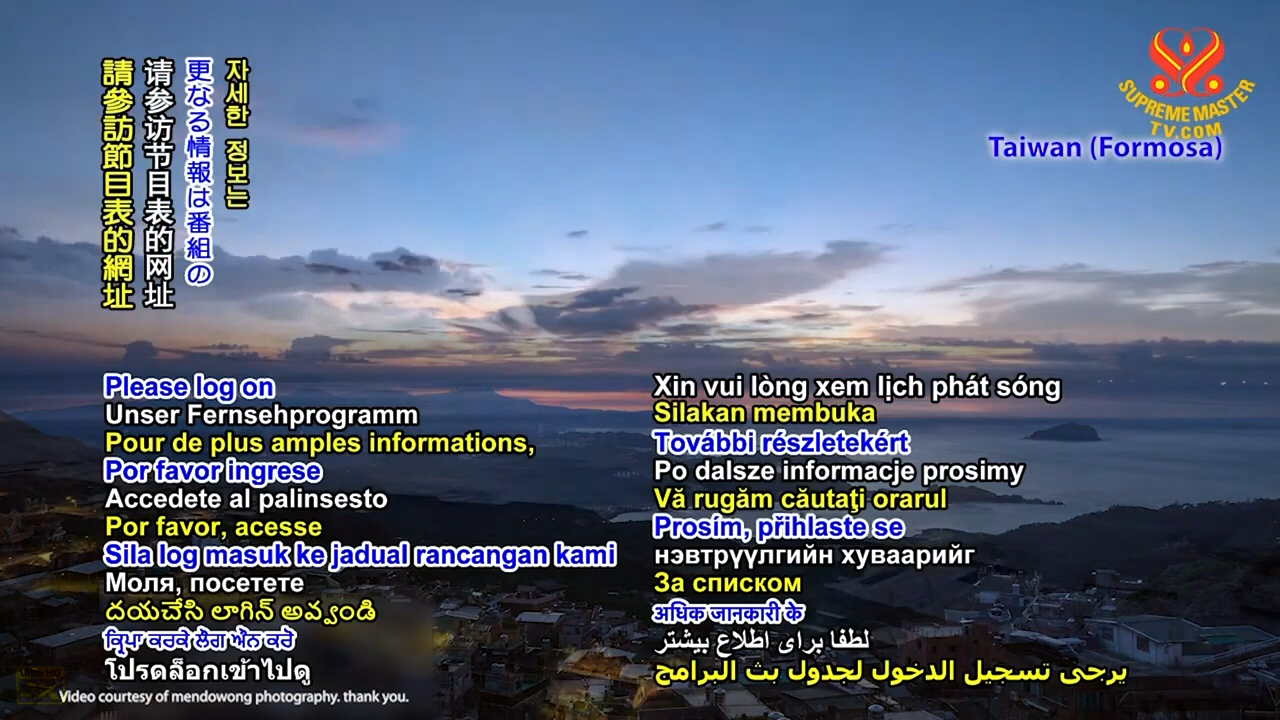 請參訪節目表的網址
请参访节目表的网址
更なる情報は番組の
자세한 정보는
SUPREME MASTER
TV.COM
Taiwan (Formosa)
Please log on
Unser Fernsehprogramm
Pour de plus amples informations,
Por favor ingrese
Accedete al palinsesto
Por favor, acesse
Sila log masuk ke jadual rancangan kami
Моля, посетете
దయచేసి లాగిన్ అవ్వండి
ਕ੍ਰਿਪਾ ਕਰਕੇ ਲੌਗ ਔਨ ਕਰੋ
โปรดล็อกเข้าไปดู
Xin vui lòng xem lịch phát sóng
Silakan membuka
További részletekért
Po dalsze informacje prosimy
Vă rugăm căutaţi orarul
Prosím, přihlaste se
нэвтрүүлгийн хуваарийг
За списком
अधिक जानकारी के
لطفا برای اطلاع بیشتر
يرجى تسجيل الدخول لجدول بث البرامج
Ultra HD
Video courtesy of mendowong photography. thank you.